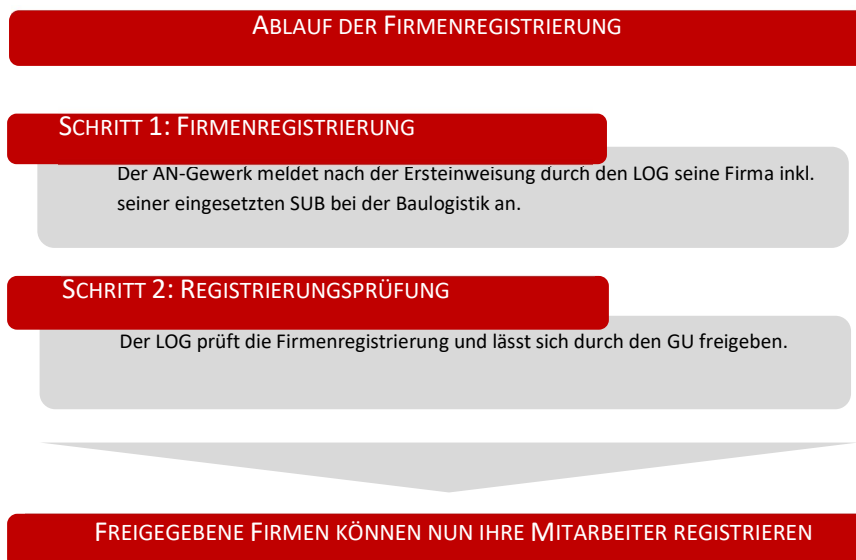 ABLAUF DER FIRMENREGISTRIERUNG
SCHRITT 1: FIRMENREGISTRIERUNG
Der AN-Gewerk meldet nach der Ersteinweisung durch den LOG seine Firma inkl.
seiner eingesetzten SUB bei der Baulogistik an.
SCHRITT 2: REGISTRIERUNGSPRÜFUNG
Der LOG prüft die Firmenregistrierung und lässt sich durch den GU freigeben.
FREIGEGEBENE FIRMEN KÖNNEN NUN IHRE MITARBEITER REGISTRIEREN